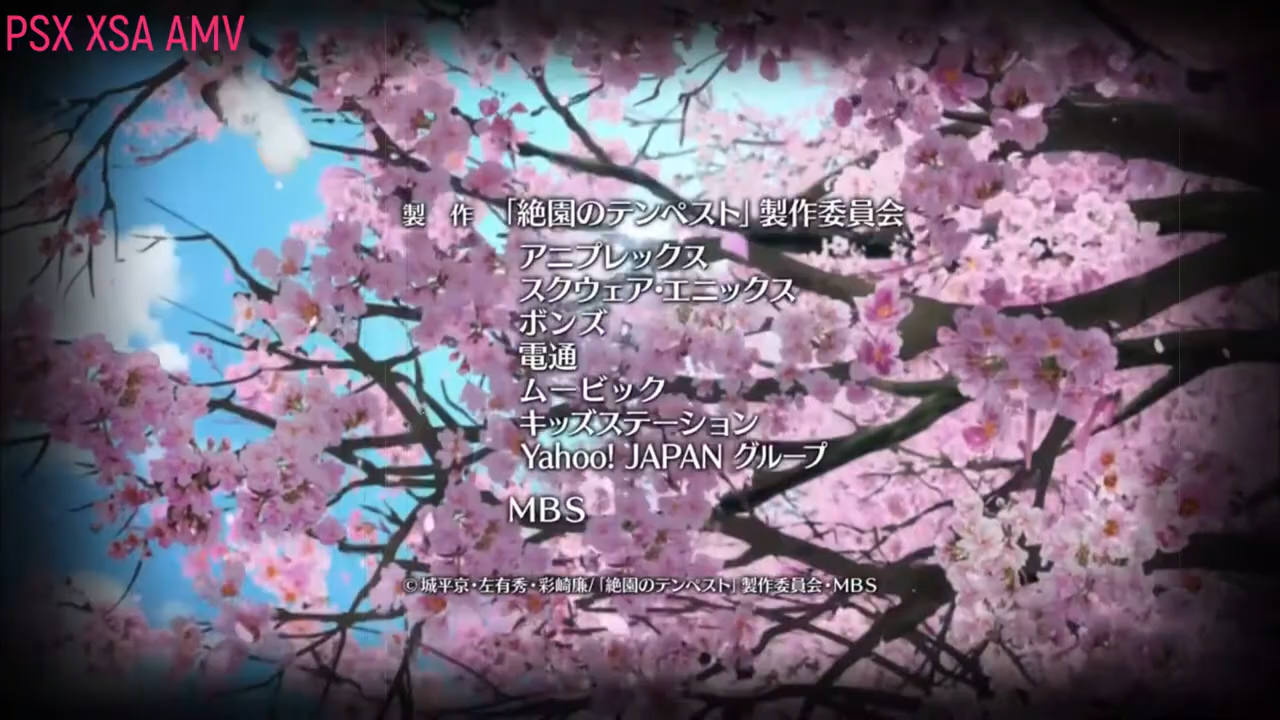 PSX XSA AMV
製 作 「絶園のテンペスト」製作委員会
アニプレックス
スクウェア・エニックス
ボンズ
電通
ムービック
キッズステーション
Yahoo! JAPAN グループ
MBS
©城平京・左有秀・彩崎廉/「絶園のテンペスト」製作委員会・MBS